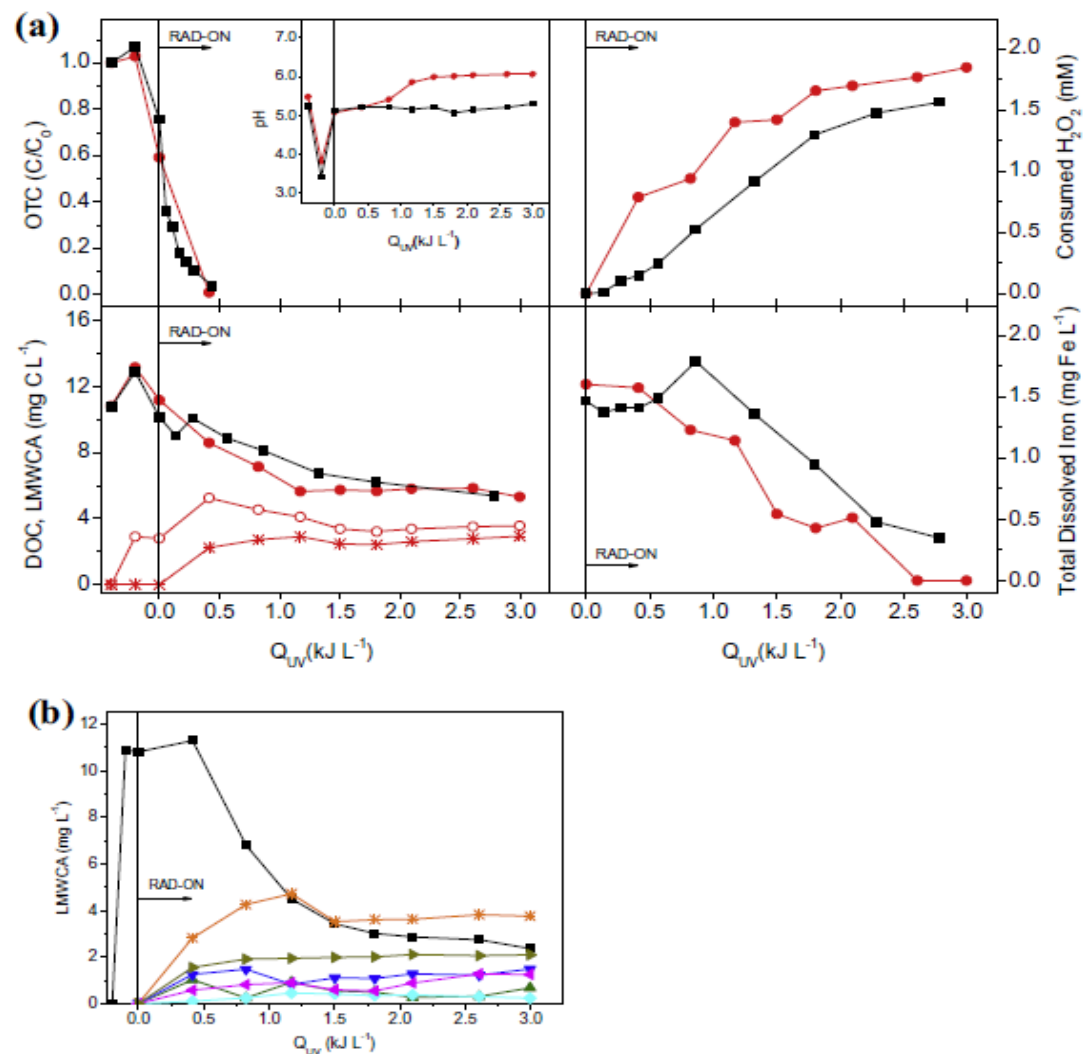 (a)
RAD-ON
1.0
0.8
0.6
0.4
0.2
0.0
OTC (C/C₀)
7.0
6.0
5.0
4.0
3.0
pH
0.0 0.5 1.0 1.5 2.0 2.5 3.0
Q_UV(kJ L⁻¹)
RAD-ON
2.0
1.5
1.0
0.5
0.0
Consumed H₂O₂ (mM)
RAD-ON
16
12
8
4
0
DOC, LMWCA (mg C L⁻¹)
0.0 0.5 1.0 1.5 2.0 2.5 3.0
Q_UV(kJ L⁻¹)
RAD-ON
2.0
1.5
1.0
0.5
0.0
Total Dissolved Iron (mg Fe L⁻¹)
0.0 0.5 1.0 1.5 2.0 2.5 3.0
Q_UV(kJ L⁻¹)
(b)
RAD-ON
12
10
8
6
4
2
0
LMWCA (mg L⁻¹)
0.0 0.5 1.0 1.5 2.0 2.5 3.0
Q_UV (kJ L⁻¹)